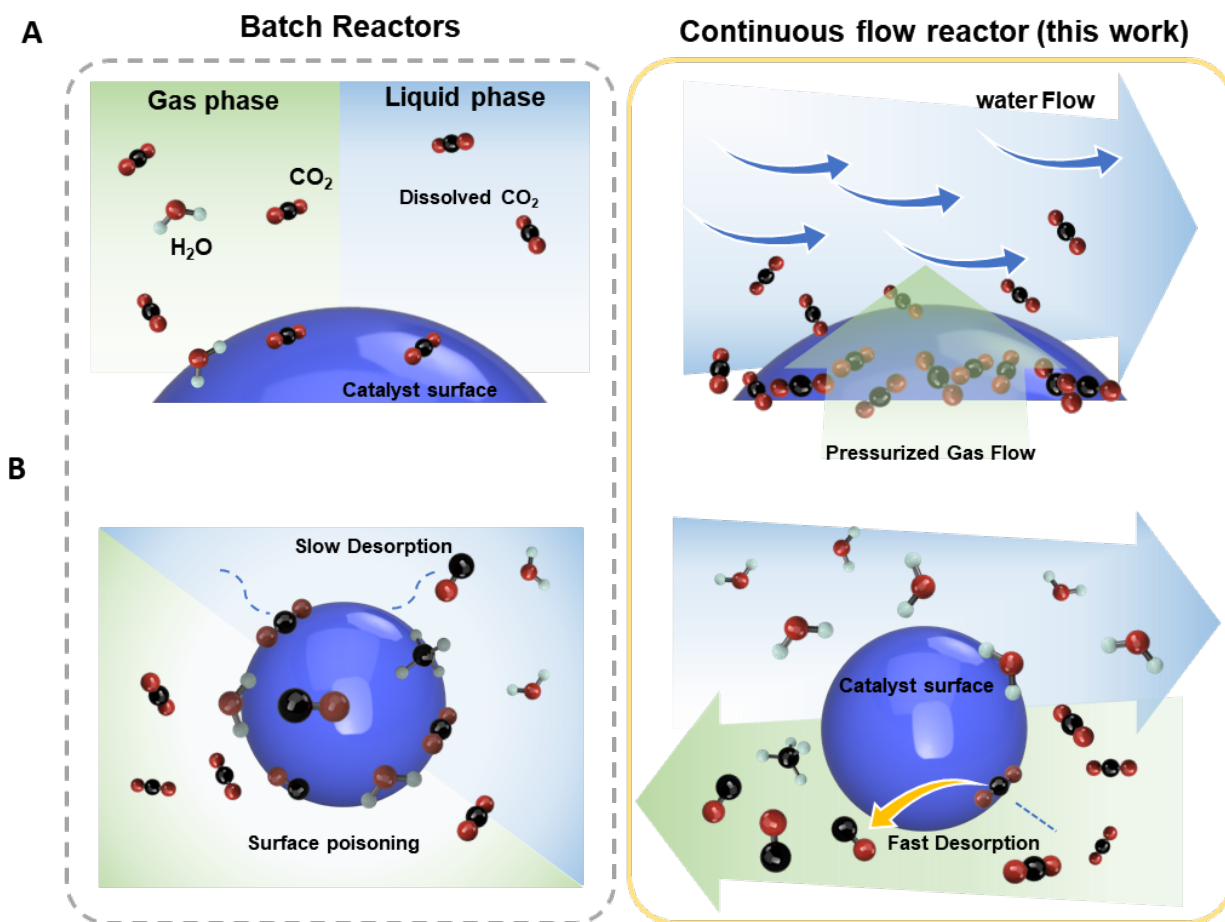 A
Batch Reactors
Continuous flow reactor (this work)
Gas phase
Liquid phase
water Flow
CO₂
Dissolved CO₂
H₂O
Catalyst surface
Pressurized Gas Flow
B
Slow Desorption
Catalyst surface
Surface poisoning
Fast Desorption